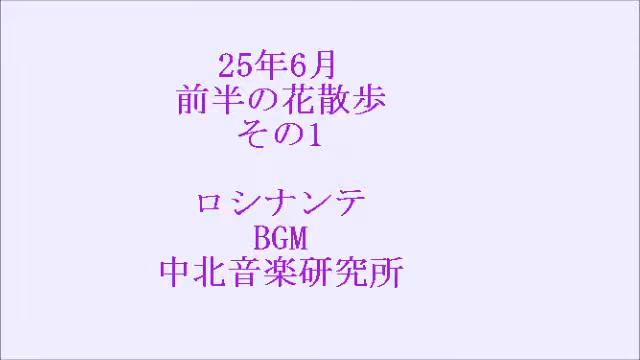 25年6月
前半の花散歩
その1
ロシナンテ
BGM
中北音楽研究所